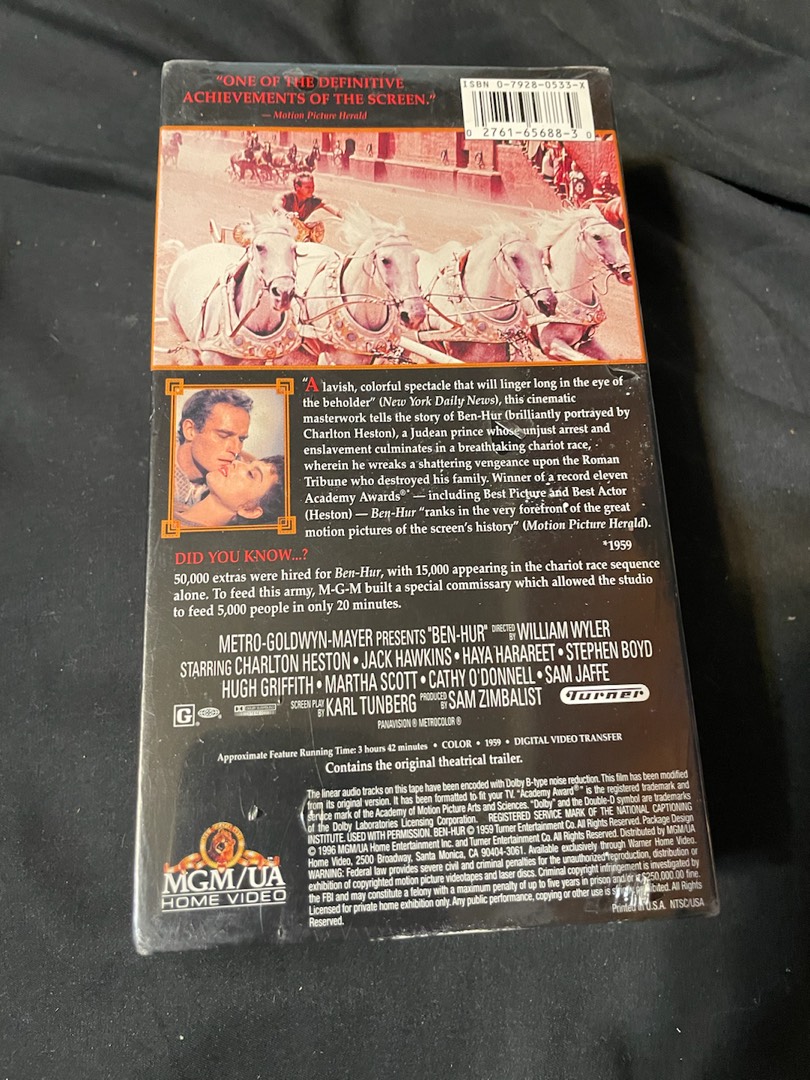 "ONE OF THE DEFINITIVE
ACHIEVEMENTS OF THE SCREEN."
— Motion Picture Herald
ISBN 0-7928-0533-X
0 2761-65688-3 0
"A lavish, colorful spectacle that will linger long in the eye of
the beholder" (New York Daily News), this cinematic
masterwork tells the story of Ben-Hur (brilliantly portrayed by
Charlton Heston), a Judean prince whose unjust arrest and
enslavement culminates in a breathtaking chariot race,
wherein he wreaks a shattering vengeance upon the Roman
Tribune who destroyed his family. Winner of a record eleven
Academy Awards®* — including Best Picture and Best Actor
(Heston) — Ben-Hur "ranks in the very forefront of the great
motion pictures of the screen's history" (Motion Picture Herald).
*1959
DID YOU KNOW...?
50,000 extras were hired for Ben-Hur, with 15,000 appearing in the chariot race sequence
alone. To feed this army, M-G-M built a special commissary which allowed the studio
to feed 5,000 people in only 20 minutes.
METRO-GOLDWYN-MAYER PRESENTS "BEN-HUR" DIRECTED BY WILLIAM WYLER
STARRING CHARLTON HESTON • JACK HAWKINS • HAYA HARAREET • STEPHEN BOYD
HUGH GRIFFITH • MARTHA SCOTT • CATHY O'DONNELL • SAM JAFFE
G SCREEN PLAY BY KARL TUNBERG PRODUCED BY SAM ZIMBALIST Turner
PANAVISION ® METROCOLOR ®
Approximate Feature Running Time: 3 hours 42 minutes • COLOR • 1959 • DIGITAL VIDEO TRANSFER
Contains the original theatrical trailer.
The linear audio tracks on this tape have been encoded with Dolby B-type noise reduction. This film has been modified
from its original version. It has been formatted to fit your TV. "Academy Award®" is the registered trademark and
service mark of the Academy of Motion Picture Arts and Sciences. "Dolby" and the Double-D symbol are trademarks
of the Dolby Laboratories Licensing Corporation. REGISTERED SERVICE MARK OF THE NATIONAL CAPTIONING
INSTITUTE. USED WITH PERMISSION. BEN-HUR © 1959 Turner Entertainment Co. All Rights Reserved. Package Design
© 1996 MGM/UA Home Entertainment Inc. and Turner Entertainment Co. All Rights Reserved. Distributed by MGM/UA
Home Video, 2500 Broadway, Santa Monica, CA 90404-3061. Available exclusively through Warner Home Video.
WARNING: Federal law provides severe civil and criminal penalties for the unauthorized reproduction, distribution or
exhibition of copyrighted motion picture videotapes and laser discs. Criminal copyright infringement is investigated by
the FBI and may constitute a felony with a maximum penalty of up to five years in prison and/or a $250,000.00 fine.
Licensed for private home exhibition only. Any public performance, copying or other use is All Rights
Reserved.
Printed in U.S.A. NTSC/USA
MGM/UA
HOME VIDEO